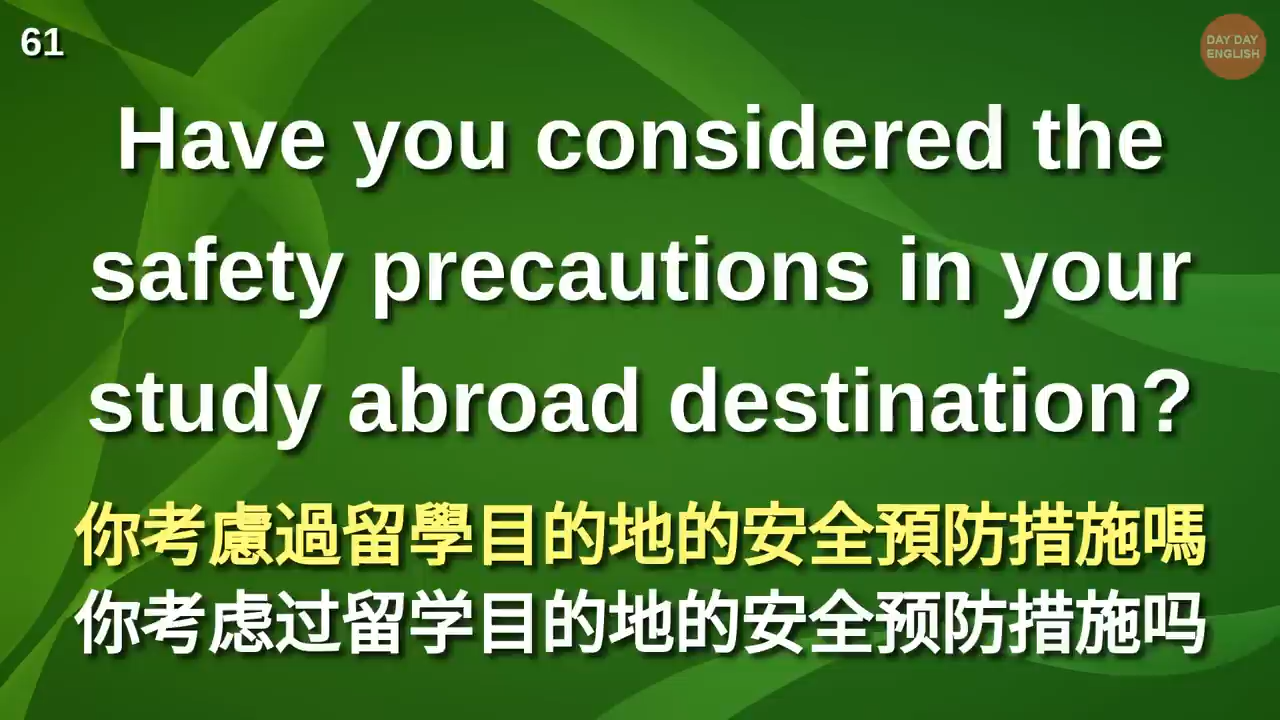 61
DAY DAY
ENGLISH
Have you considered the
safety precautions in your
study abroad destination?
你考慮過留學目的地的安全預防措施嗎
你考虑过留学目的地的安全预防措施吗